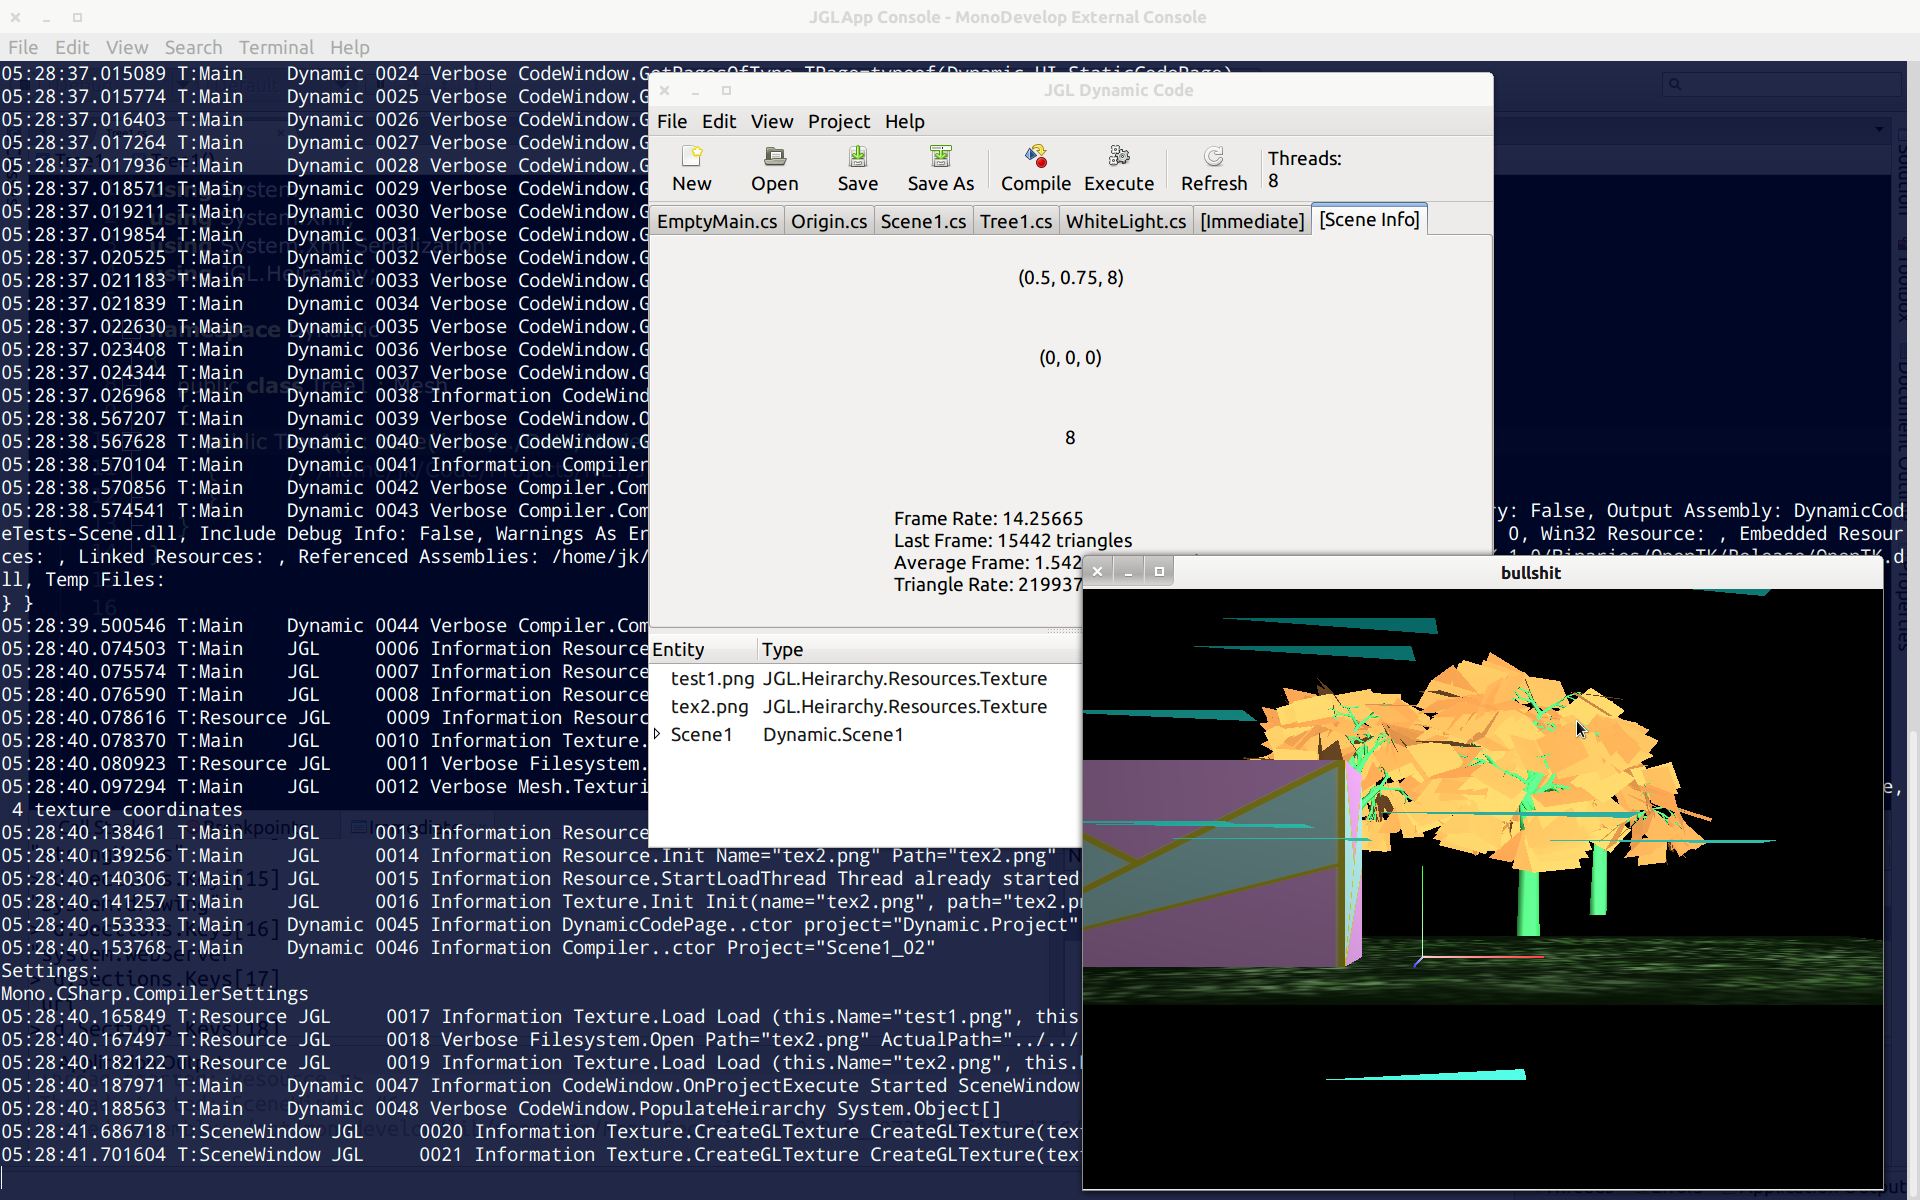 JGLApp Console - MonoDevelop External Console
File Edit View Search Terminal Help
05:28:37.015089 T:Main Dynamic 0024 Verbose CodeWindow.GetPagesOfType TPage=typeof(Dynamic.UI.StaticCodePage)
05:28:37.015774 T:Main Dynamic 0025 Verbose CodeWindow.G
05:28:37.016403 T:Main Dynamic 0026 Verbose CodeWindow.G
05:28:37.017264 T:Main Dynamic 0027 Verbose CodeWindow.G
05:28:37.017936 T:Main Dynamic 0028 Verbose CodeWindow.G
05:28:37.018571 T:Main Dynamic 0029 Verbose CodeWindow.G
05:28:37.019211 T:Main Dynamic 0030 Verbose CodeWindow.G
05:28:37.019854 T:Main Dynamic 0031 Verbose CodeWindow.G
05:28:37.020525 T:Main Dynamic 0032 Verbose CodeWindow.G
05:28:37.021183 T:Main Dynamic 0033 Verbose CodeWindow.G
05:28:37.021839 T:Main Dynamic 0034 Verbose CodeWindow.G
05:28:37.022630 T:Main Dynamic 0035 Verbose CodeWindow.G
05:28:37.023408 T:Main Dynamic 0036 Verbose CodeWindow.G
05:28:37.024344 T:Main Dynamic 0037 Verbose CodeWindow.G
05:28:37.026968 T:Main Dynamic 0038 Information CodeWind
05:28:38.567207 T:Main Dynamic 0039 Verbose CodeWindow.O
05:28:38.567628 T:Main Dynamic 0040 Verbose CodeWindow.G
05:28:38.570104 T:Main Dynamic 0041 Information Compiler
05:28:38.570856 T:Main Dynamic 0042 Verbose Compiler.Com
05:28:38.574541 T:Main Dynamic 0043 Verbose Compiler.Com ry: False, Output Assembly: DynamicCod
eTests-Scene.dll, Include Debug Info: False, Warnings As Er 0, Win32 Resource: , Embedded Resour
ces: , Linked Resources: , Referenced Assemblies: /home/jk/ 1.0/Binaries/OpenTK/Release/OpenTK.d
ll, Temp Files:
} }
05:28:39.500546 T:Main Dynamic 0044 Verbose Compiler.Com
05:28:40.074503 T:Main JGL 0006 Information Resourc
05:28:40.075574 T:Main JGL 0007 Information Resourc
05:28:40.076590 T:Main JGL 0008 Information Resourc
05:28:40.078616 T:Resource JGL 0009 Information Resourc
05:28:40.078370 T:Main JGL 0010 Information Texture.
05:28:40.080923 T:Resource JGL 0011 Verbose Filesystem.
05:28:40.097294 T:Main JGL 0012 Verbose Mesh.Texturi e,
4 texture coordinates
05:28:40.138461 T:Main JGL 0013 Information Resource
05:28:40.139256 T:Main JGL 0014 Information Resource.Init Name="tex2.png" Path="tex2.png"
05:28:40.140306 T:Main JGL 0015 Information Resource.StartLoadThread Thread already started
05:28:40.141257 T:Main JGL 0016 Information Texture.Init Init(name="tex2.png", path="tex2.pn
05:28:40.153333 T:Main Dynamic 0045 Information DynamicCodePage..ctor project="Dynamic.Project"
05:28:40.153768 T:Main Dynamic 0046 Information Compiler..ctor Project="Scene1_02"
Settings:
Mono.CSharp.CompilerSettings
05:28:40.165849 T:Resource JGL 0017 Information Texture.Load Load (this.Name="test1.png", this
05:28:40.167497 T:Resource JGL 0018 Verbose Filesystem.Open Path="tex2.png" ActualPath="../../
05:28:40.182122 T:Resource JGL 0019 Information Texture.Load Load (this.Name="tex2.png", this.
05:28:40.187971 T:Main Dynamic 0047 Information CodeWindow.OnProjectExecute Started SceneWindow
05:28:40.188563 T:Main Dynamic 0048 Verbose CodeWindow.PopulateHeirarchy System.Object[]
05:28:41.686718 T:SceneWindow JGL 0020 Information Texture.CreateGLTexture CreateGLTexture(tex
05:28:41.701604 T:SceneWindow JGL 0021 Information Texture.CreateGLTexture CreateGLTexture(tex
JGL Dynamic Code
File Edit View Project Help
New Open Save Save As Compile Execute Refresh
Threads:
8
EmptyMain.cs Origin.cs Scene1.cs Tree1.cs WhiteLight.cs [Immediate] [Scene Info]
(0.5, 0.75, 8)
(0, 0, 0)
8
Frame Rate: 14.25665
Last Frame: 15442 triangles
Average Frame: 1.542
Triangle Rate: 219937
Entity Type
test1.png JGL.Heirarchy.Resources.Texture
tex2.png JGL.Heirarchy.Resources.Texture
Scene1 Dynamic.Scene1
bullshit